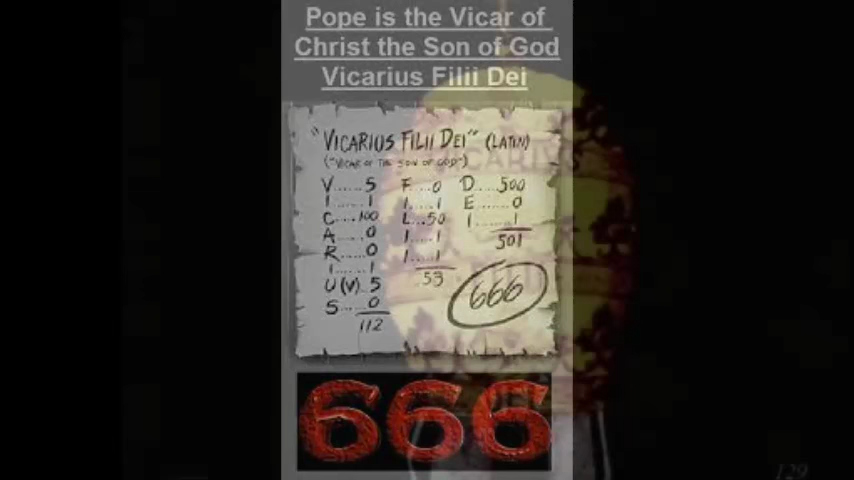 Pope is the Vicar of
Christ the Son of God
Vicarius Filii Dei
"VICARIUS FILII DEI" (LATIN)
("VICAR OF THE SON OF GOD")
V.....5 F...0 D....500
I.....1 I...1 E.....0
C....100 L...50 I.......1
A....0 I...1 501
R....0 I....1
I.....1 53
U(V).5 666
S....0
112
666
VICARIUS
129